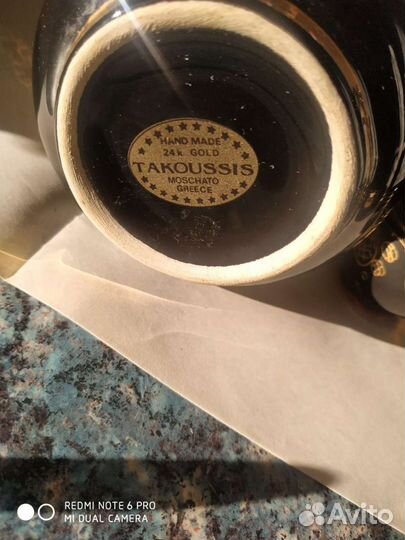 HAND MADE
24k GOLD
TAKOUSSIS
MOSCHATO
GREECE
REDMI NOTE 6 PRO
MI DUAL CAMERA
Avito